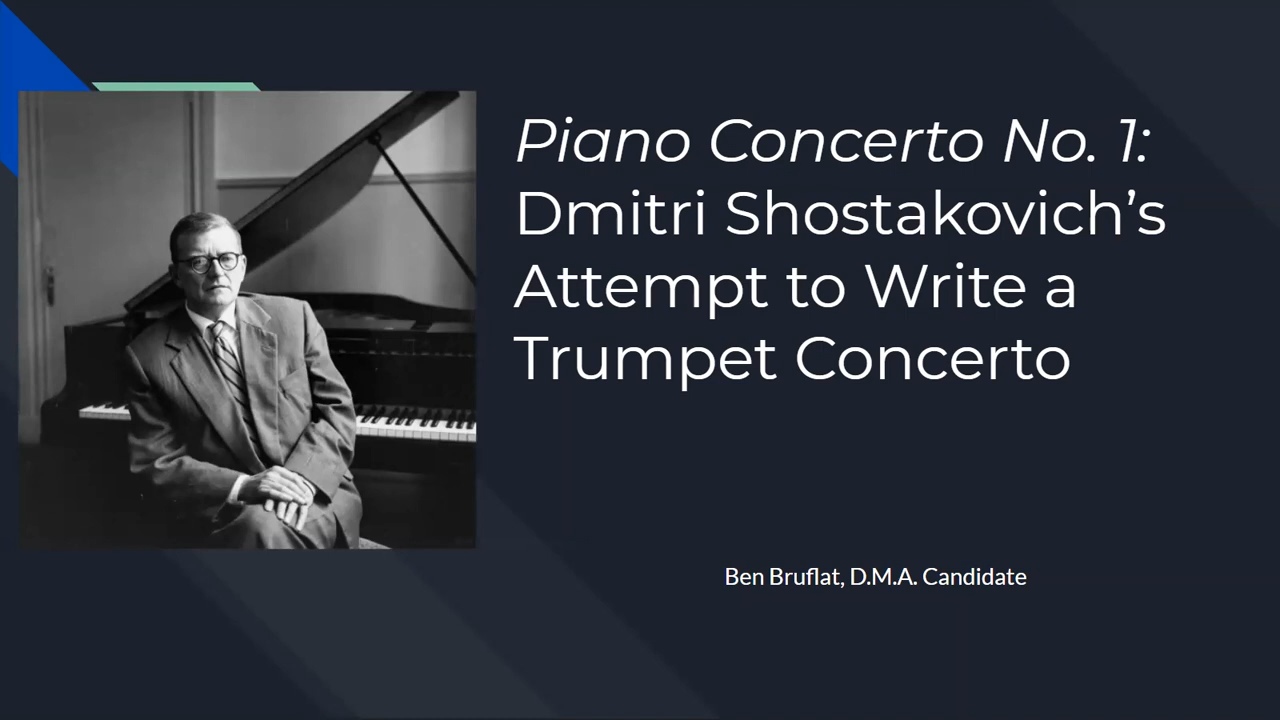 Piano Concerto No. 1:
Dmitri Shostakovich’s
Attempt to Write a
Trumpet Concerto
Ben Bruflat, D.M.A. Candidate